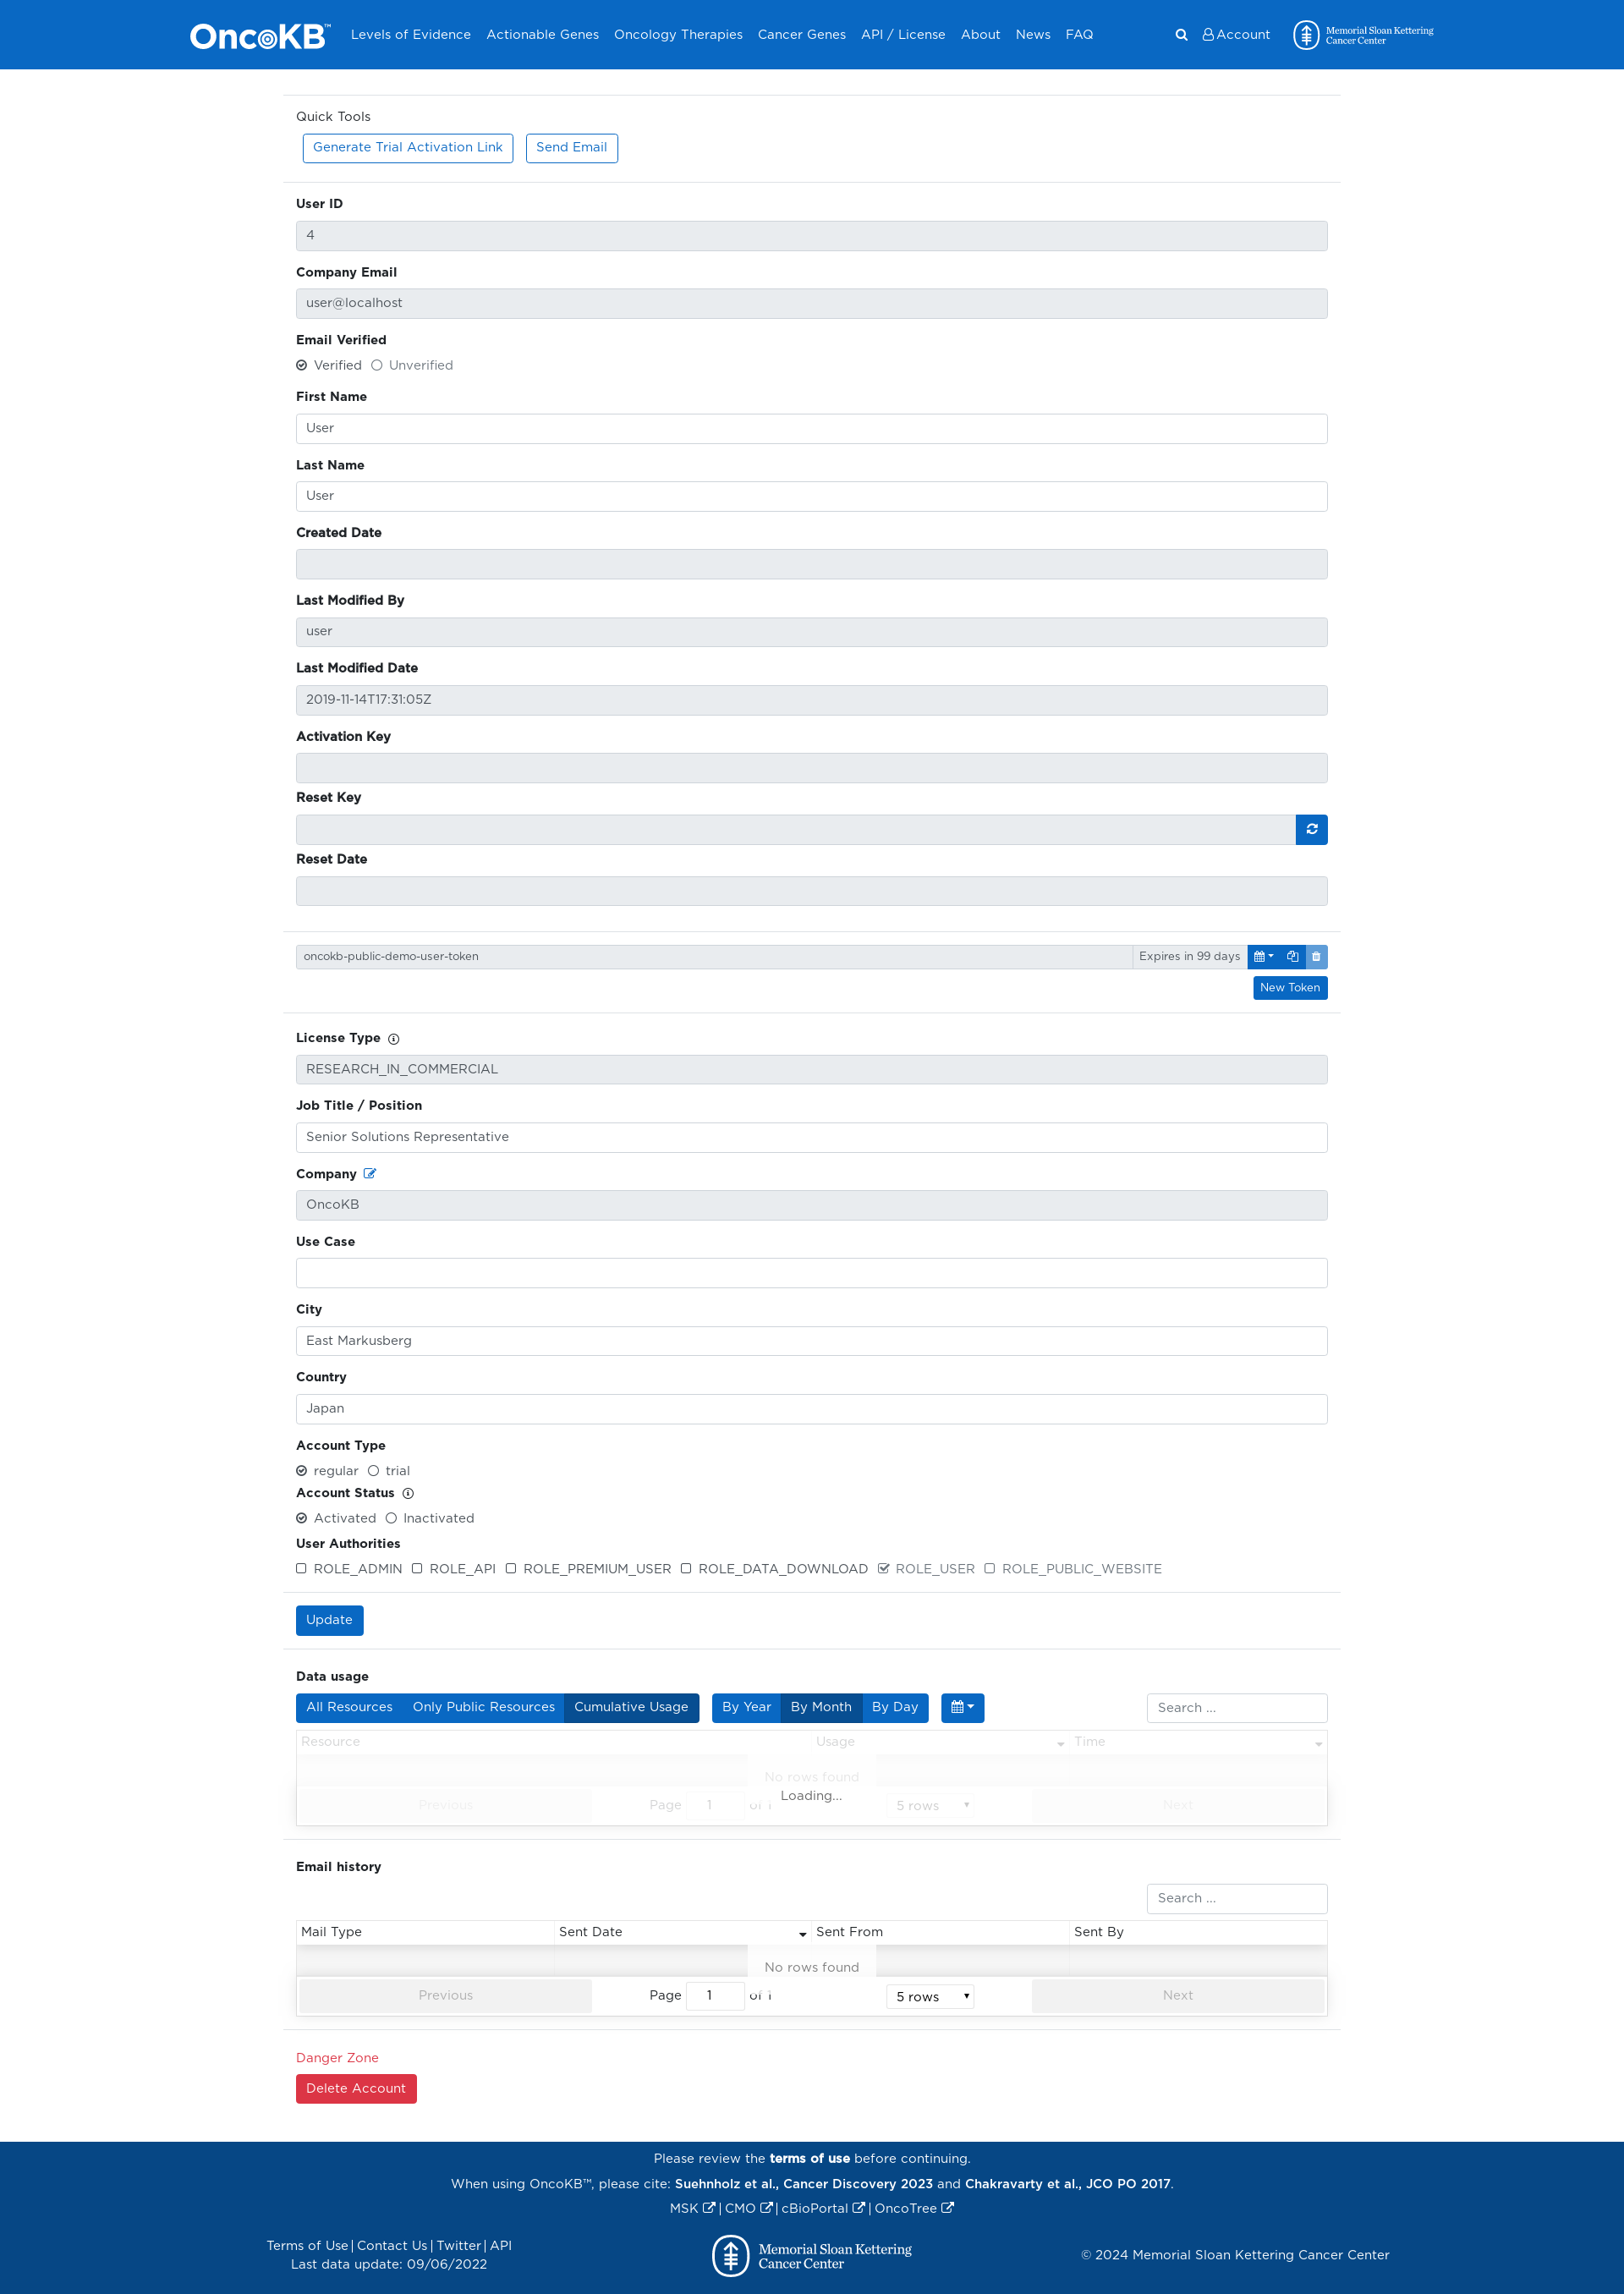 OncoKB™ Levels of Evidence Actionable Genes Oncology Therapies Cancer Genes API / License About News FAQ Account Memorial Sloan Kettering
Cancer Center
Quick Tools
Generate Trial Activation Link Send Email
User ID
4
Company Email
user@localhost
Email Verified
Verified Unverified
First Name
User
Last Name
User
Created Date
Last Modified By
user
Last Modified Date
2019-11-14T17:31:05Z
Activation Key
Reset Key
Reset Date
oncokb-public-demo-user-token Expires in 99 days
New Token
License Type
RESEARCH_IN_COMMERCIAL
Job Title / Position
Senior Solutions Representative
Company
OncoKB
Use Case
City
East Markusberg
Country
Japan
Account Type
regular trial
Account Status
Activated Inactivated
User Authorities
ROLE_ADMIN ROLE_API ROLE_PREMIUM_USER ROLE_DATA_DOWNLOAD ROLE_USER ROLE_PUBLIC_WEBSITE
Update
Data usage
All Resources Only Public Resources Cumulative Usage By Year By Month By Day Search ...
Resource Usage Time
No rows found
Loading...
Previous Page 1 of 1 5 rows Next
Email history
Search ...
Mail Type Sent Date Sent From Sent By
No rows found
Previous Page 1 of 1 5 rows Next
Danger Zone
Delete Account
Please review the terms of use before continuing.
When using OncoKB™, please cite: Suehnholz et al., Cancer Discovery 2023 and Chakravarty et al., JCO PO 2017.
MSK | CMO | cBioPortal | OncoTree
Terms of Use | Contact Us | Twitter | API
Last data update: 09/06/2022
Memorial Sloan Kettering
Cancer Center
© 2024 Memorial Sloan Kettering Cancer Center